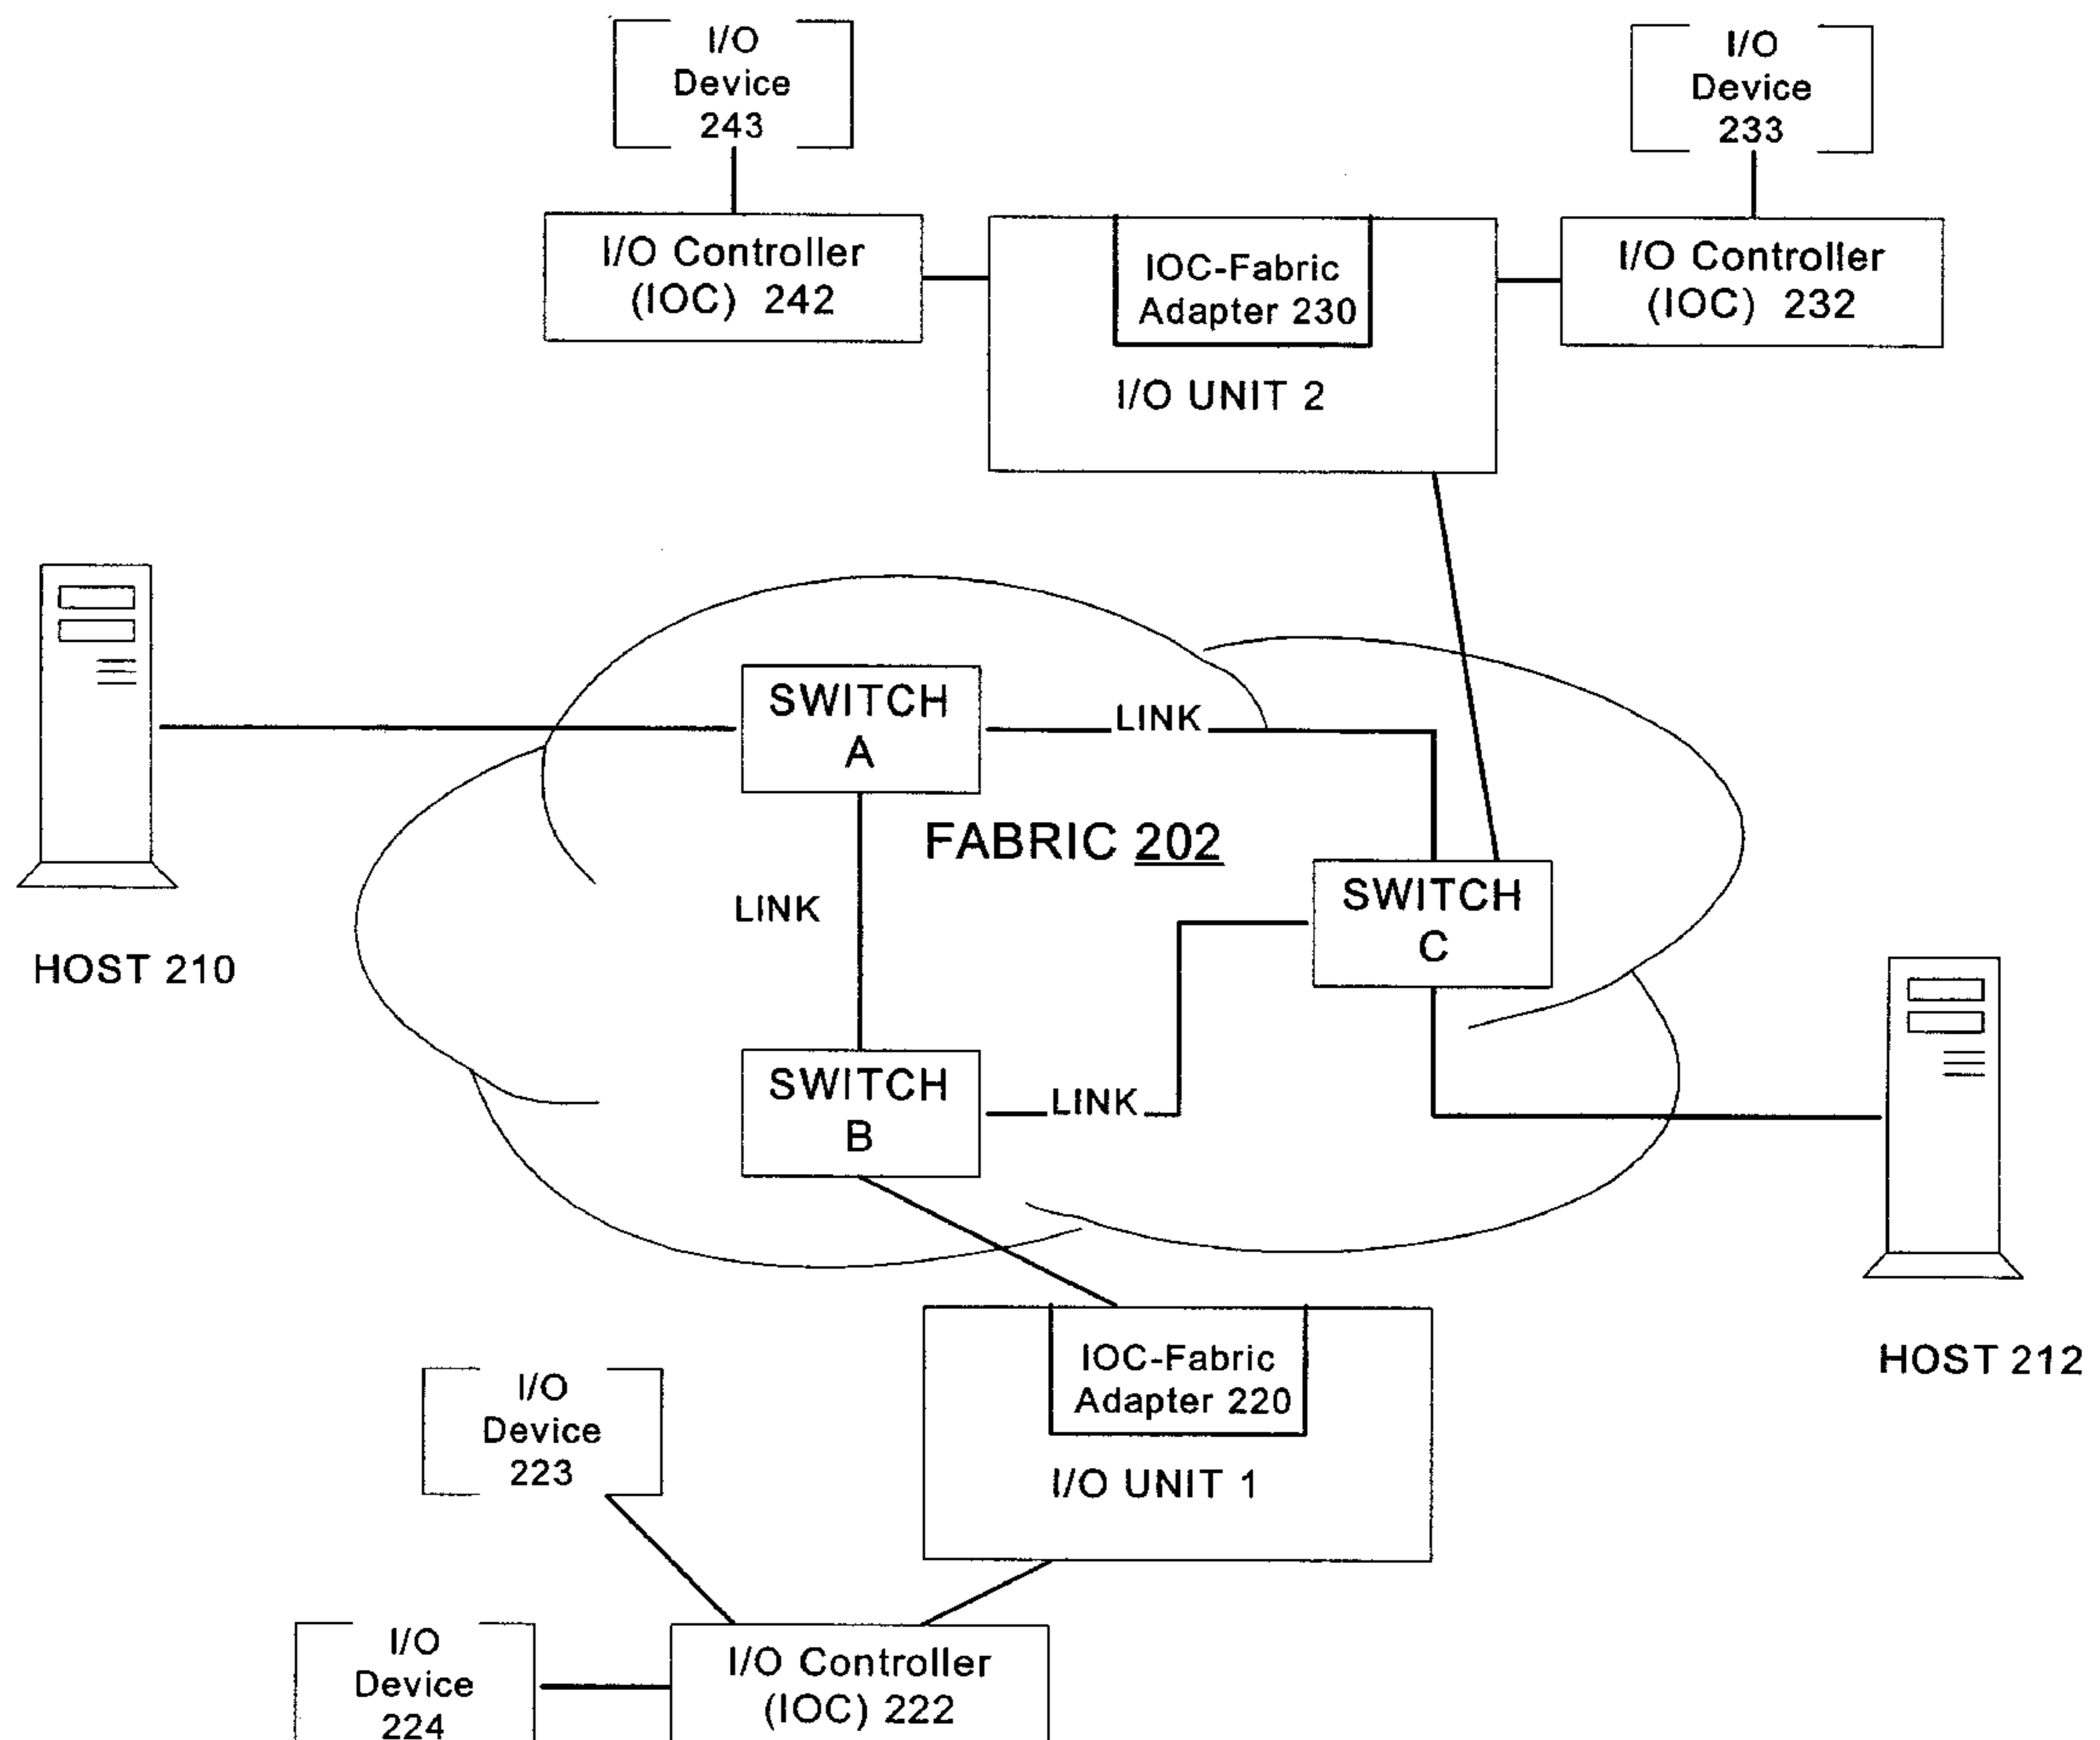 I/O
Device
243
I/O
Device
233
I/O Controller
(IOC) 242
IOC-Fabric
Adapter 230
I/O Controller
(IOC) 232
I/O UNIT 2
SWITCH
A
LINK
FABRIC 202
LINK
SWITCH
C
HOST 210
SWITCH
B
LINK
HOST 212
IOC-Fabric
Adapter 220
I/O UNIT 1
I/O
Device
223
I/O
Device
224
I/O Controller
(IOC) 222